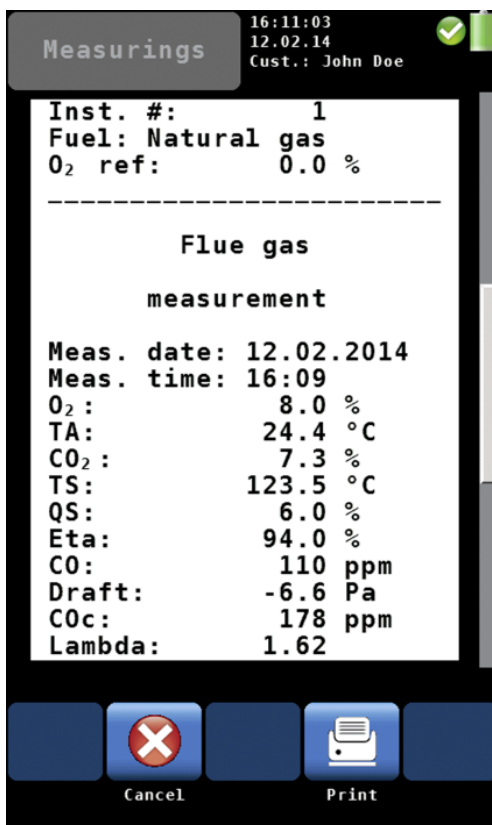 Measurings
16:11:03
12.02.14
Cust.: John Doe
Inst. #: 1
Fuel: Natural gas
O₂ ref: 0.0 %
Flue gas
measurement
Meas. date: 12.02.2014
Meas. time: 16:09
O₂: 8.0 %
TA: 24.4 °C
CO₂: 7.3 %
TS: 123.5 °C
QS: 6.0 %
Eta: 94.0 %
CO: 110 ppm
Draft: -6.6 Pa
COc: 178 ppm
Lambda: 1.62
Cancel
Print